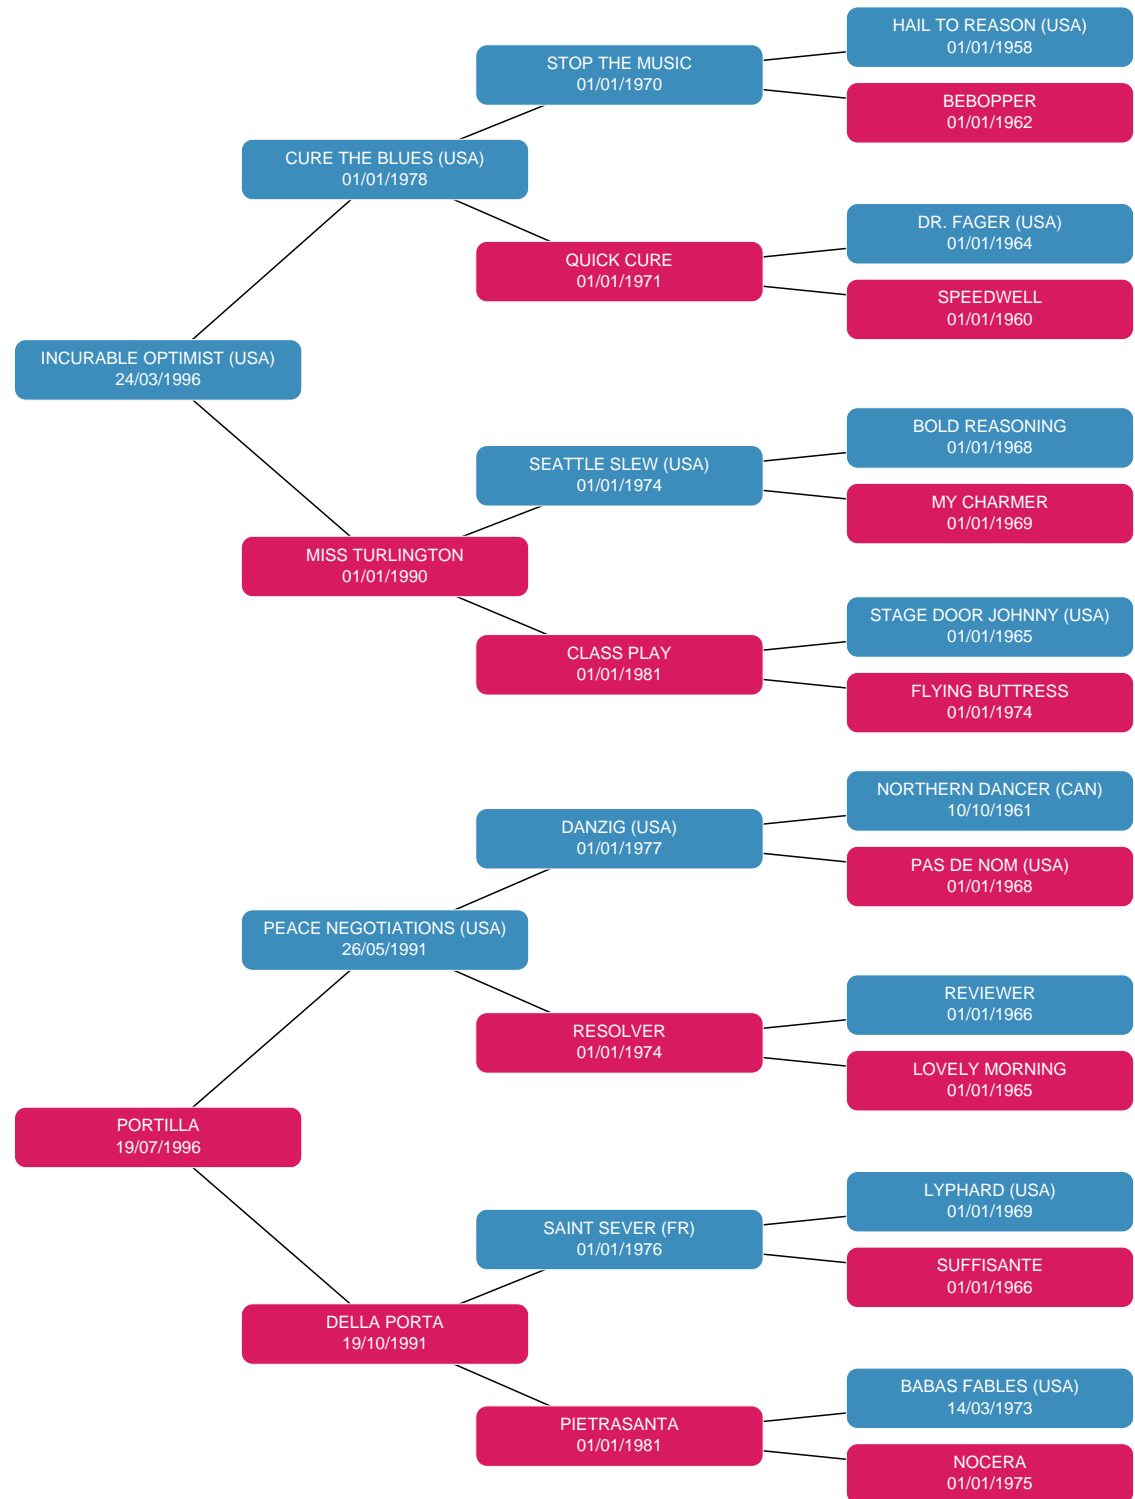 HAIL TO REASON (USA)
01/01/1958
STOP THE MUSIC
01/01/1970
BEBOPPER
01/01/1962
CURE THE BLUES (USA)
01/01/1978
DR. FAGER (USA)
01/01/1964
QUICK CURE
01/01/1971
SPEEDWELL
01/01/1960
INCURABLE OPTIMIST (USA)
24/03/1996
BOLD REASONING
01/01/1968
SEATTLE SLEW (USA)
01/01/1974
MY CHARMER
01/01/1969
MISS TURLINGTON
01/01/1990
STAGE DOOR JOHNNY (USA)
01/01/1965
CLASS PLAY
01/01/1981
FLYING BUTTRESS
01/01/1974
NORTHERN DANCER (CAN)
10/10/1961
DANZIG (USA)
01/01/1977
PAS DE NOM (USA)
01/01/1968
PEACE NEGOTIATIONS (USA)
26/05/1991
REVIEWER
01/01/1966
RESOLVER
01/01/1974
LOVELY MORNING
01/01/1965
PORTILLA
19/07/1996
LYPHARD (USA)
01/01/1969
SAINT SEVER (FR)
01/01/1976
SUFFISANTE
01/01/1966
DELLA PORTA
19/10/1991
BABAS FABLES (USA)
14/03/1973
PIETRASANTA
01/01/1981
NOCERA
01/01/1975